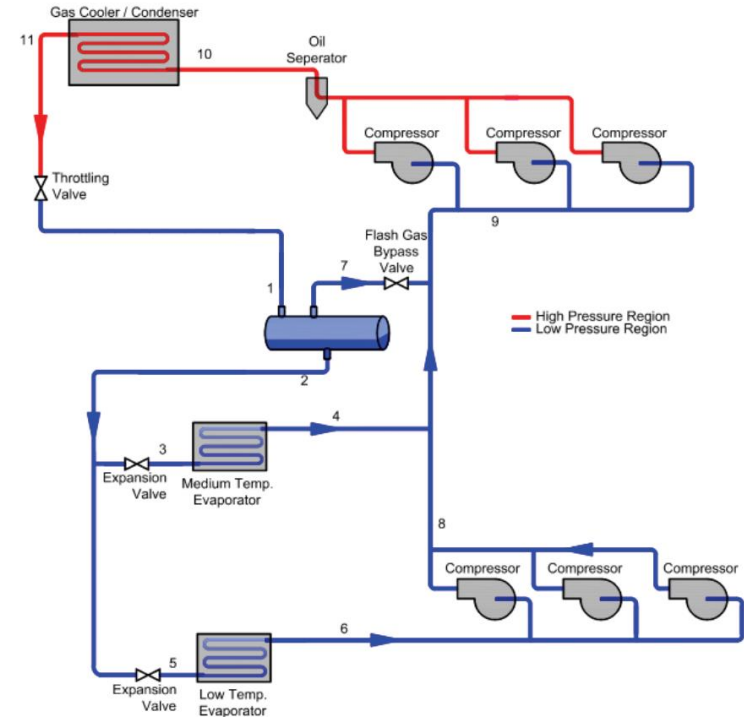 Gas Cooler / Condenser
11
10
Oil
Seperator
Compressor
Compressor
Compressor
Throttling
Valve
9
Flash Gas
Bypass
Valve
7
1
High Pressure Region
Low Pressure Region
2
4
3
Expansion
Valve
Medium Temp.
Evaporator
8
Compressor
Compressor
Compressor
6
5
Expansion
Valve
Low Temp.
Evaporator